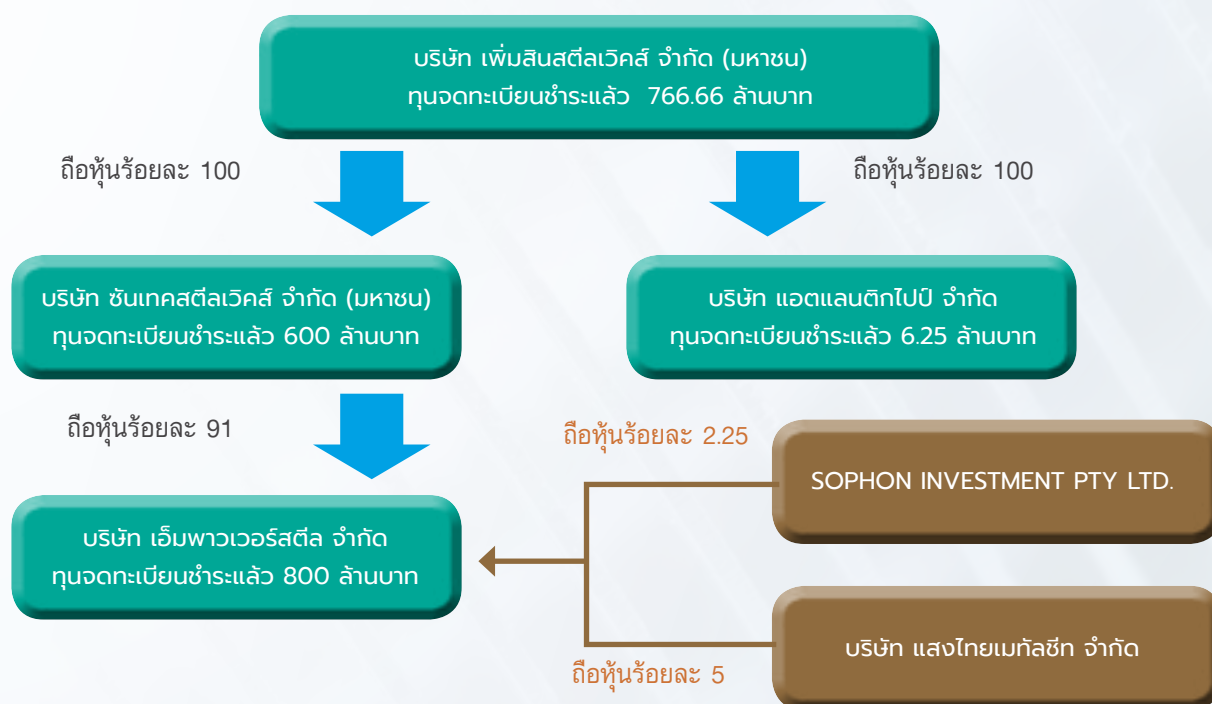 บริษัท เพิ่มสินสตีลเวิคส์ จำกัด (มหาชน)
ทุนจดทะเบียนชำระแล้ว 766.66 ล้านบาท
ถือหุ้นร้อยละ 100
ถือหุ้นร้อยละ 100
บริษัท ซันเทคสตีลเวิคส์ จำกัด (มหาชน)
ทุนจดทะเบียนชำระแล้ว 600 ล้านบาท
บริษัท แอตแลนติกไปป์ จำกัด
ทุนจดทะเบียนชำระแล้ว 6.25 ล้านบาท
ถือหุ้นร้อยละ 91
ถือหุ้นร้อยละ 2.25
SOPHON INVESTMENT PTY LTD.
บริษัท เอ็มพาวเวอร์สตีล จำกัด
ทุนจดทะเบียนชำระแล้ว 800 ล้านบาท
บริษัท แสงไทยเมทัลชีท จำกัด
ถือหุ้นร้อยละ 5